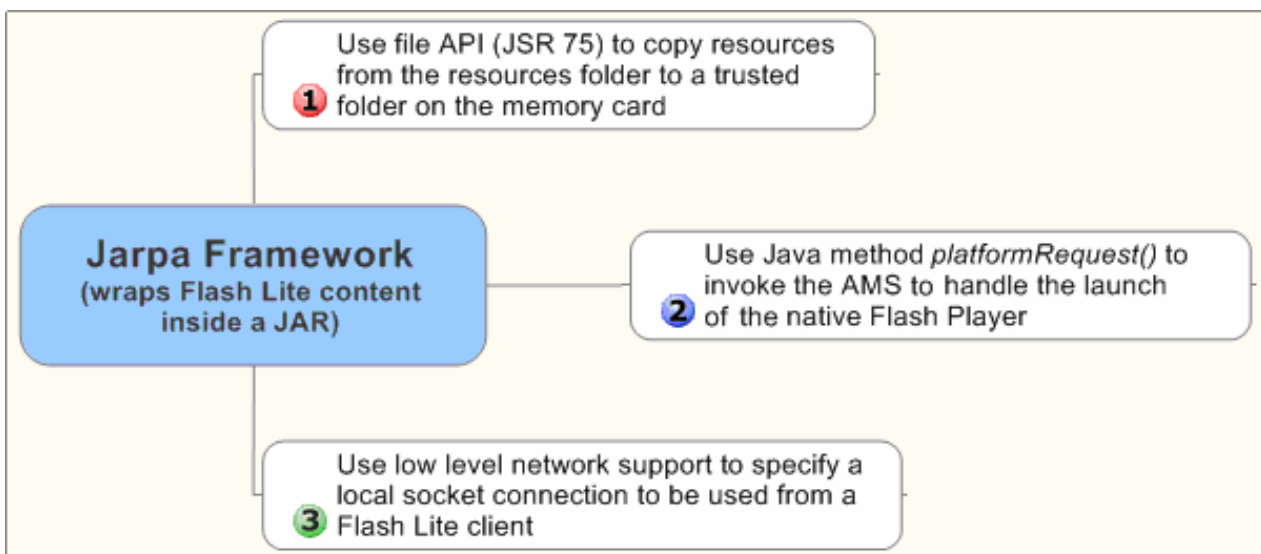 Use file API (JSR 75) to copy resources
from the resources folder to a trusted
1 folder on the memory card
Jarpa Framework
(wraps Flash Lite content
inside a JAR)
Use Java method platformRequest() to
invoke the AMS to handle the launch
2 of the native Flash Player
Use low level network support to specify a
local socket connection to be used from a
3 Flash Lite client